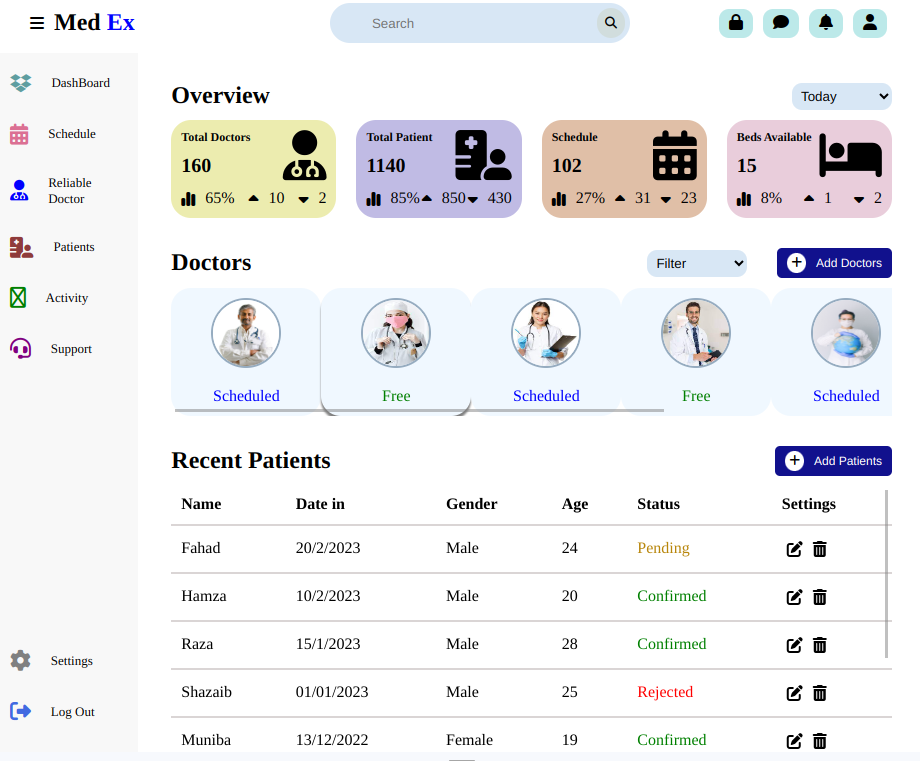 Med Ex
Search
DashBoard
Schedule
Reliable
Doctor
Patients
Activity
Support
Settings
Log Out
Overview
Today
Total Doctors
160
65% 10 2
Total Patient
1140
85% 850 430
Schedule
102
27% 31 23
Beds Available
15
8% 1 2
Doctors
Filter
Add Doctors
Scheduled
Free
Scheduled
Free
Scheduled
Recent Patients
Add Patients
Name Date in Gender Age Status Settings
Fahad 20/2/2023 Male 24 Pending
Hamza 10/2/2023 Male 20 Confirmed
Raza 15/1/2023 Male 28 Confirmed
Shazaib 01/01/2023 Male 25 Rejected
Muniba 13/12/2022 Female 19 Confirmed